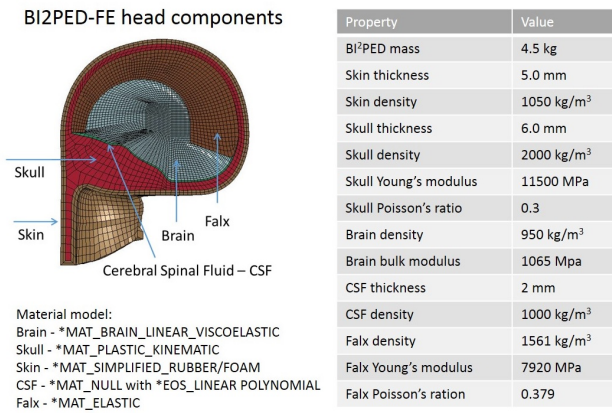 BI2PED-FE head components
Skull
Skin
Brain
Falx
Cerebral Spinal Fluid – CSF
Material model:
Brain - *MAT_BRAIN_LINEAR_VISCOELASTIC
Skull - *MAT_PLASTIC_KINEMATIC
Skin - *MAT_SIMPLIFIED_RUBBER/FOAM
CSF - *MAT_NULL with *EOS_LINEAR POLYNOMIAL
Falx - *MAT_ELASTIC
Property Value
BI²PED mass 4.5 kg
Skin thickness 5.0 mm
Skin density 1050 kg/m³
Skull thickness 6.0 mm
Skull density 2000 kg/m³
Skull Young's modulus 11500 MPa
Skull Poisson's ratio 0.3
Brain density 950 kg/m³
Brain bulk modulus 1065 Mpa
CSF thickness 2 mm
CSF density 1000 kg/m³
Falx density 1561 kg/m³
Falx Young's modulus 7920 MPa
Falx Poisson's ration 0.379